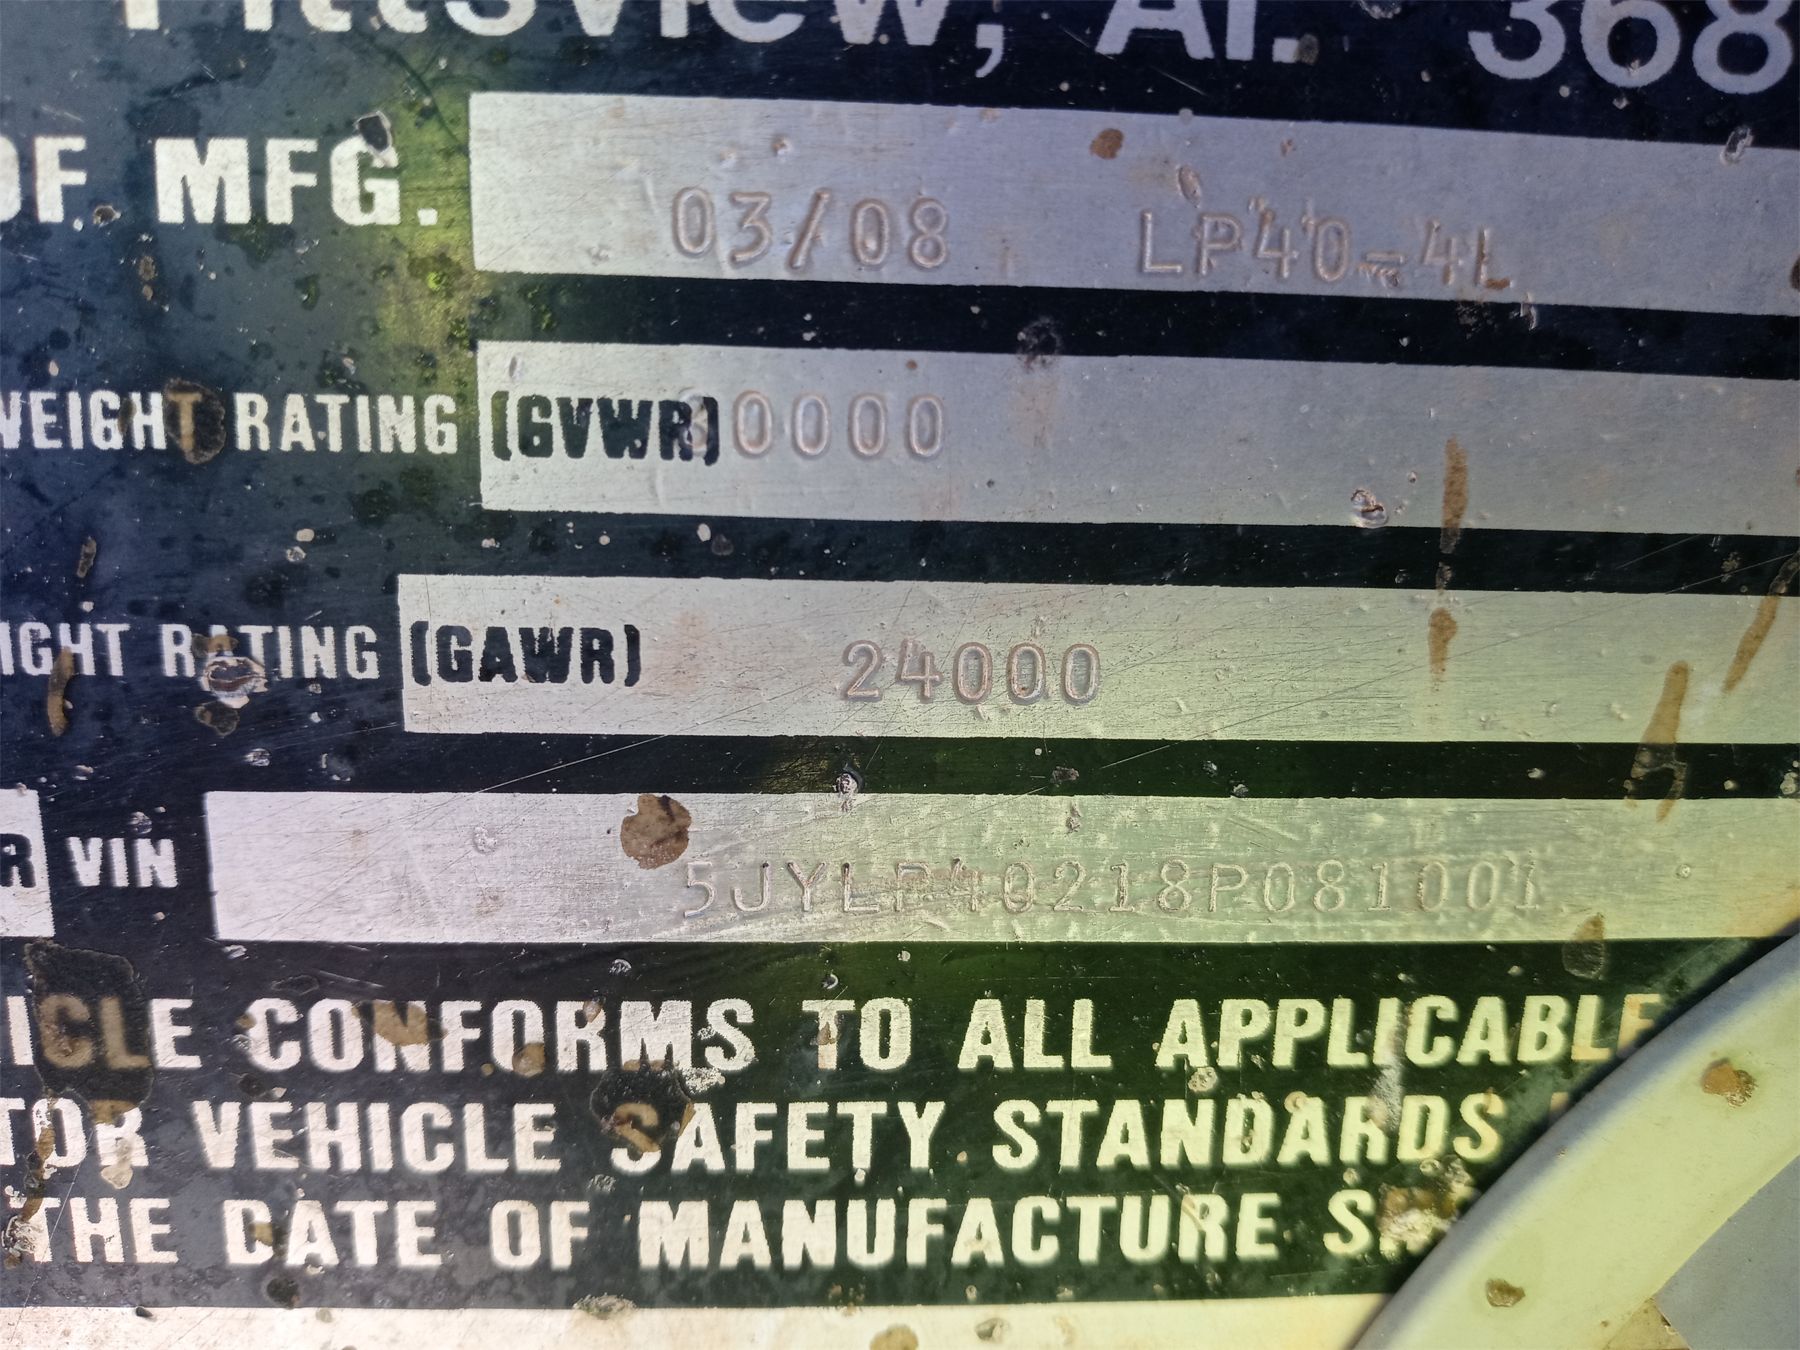 Pittsview, Al. 368
OF MFG. 03/08 LP40-4L
WEIGHT RATING (GVWR) 80000
IGHT RATING (GAWR) 24000
R VIN 5JYLP40218P081001
ICLE CONFORMS TO ALL APPLICABLE
TOR VEHICLE SAFETY STANDARDS
THE DATE OF MANUFACTURE